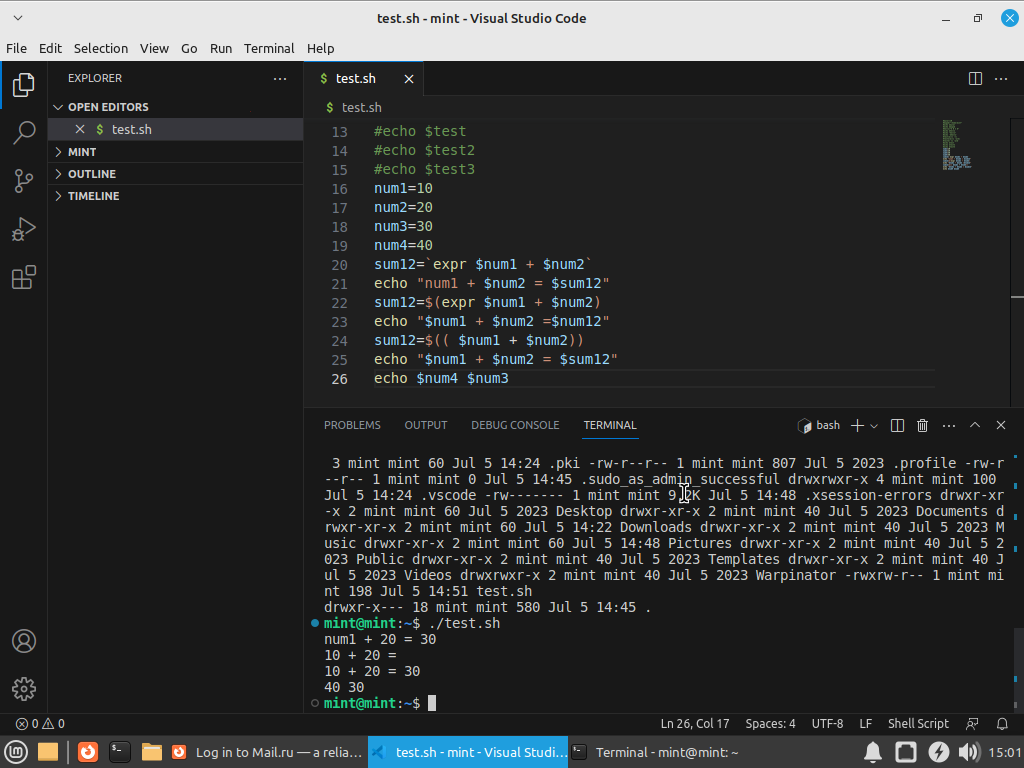 test.sh - mint - Visual Studio Code
File Edit Selection View Go Run Terminal Help
EXPLORER
OPEN EDITORS
$ test.sh
MINT
OUTLINE
TIMELINE
$ test.sh
$ test.sh
13 #echo $test
14 #echo $test2
15 #echo $test3
16 num1=10
17 num2=20
18 num3=30
19 num4=40
20 sum12=`expr $num1 + $num2`
21 echo "num1 + $num2 = $sum12"
22 sum12=$(expr $num1 + $num2)
23 echo "$num1 + $num2 =$num12"
24 sum12=$(( $num1 + $num2))
25 echo "$num1 + $num2 = $sum12"
26 echo $num4 $num3
PROBLEMS OUTPUT DEBUG CONSOLE TERMINAL bash
3 mint mint 60 Jul 5 14:24 .pki -rw-r--r-- 1 mint mint 807 Jul 5 2023 .profile -rw-r
--r-- 1 mint mint 0 Jul 5 14:45 .sudo_as_admin_successful drwxrwxr-x 4 mint mint 100
Jul 5 14:24 .vscode -rw------- 1 mint mint 9.2K Jul 5 14:48 .xsession-errors drwxr-xr
-x 2 mint mint 60 Jul 5 2023 Desktop drwxr-xr-x 2 mint mint 40 Jul 5 2023 Documents d
rwxr-xr-x 2 mint mint 60 Jul 5 14:22 Downloads drwxr-xr-x 2 mint mint 40 Jul 5 2023 M
usic drwxr-xr-x 2 mint mint 60 Jul 5 14:48 Pictures drwxr-xr-x 2 mint mint 40 Jul 5 2
023 Public drwxr-xr-x 2 mint mint 40 Jul 5 2023 Templates drwxr-xr-x 2 mint mint 40 J
ul 5 2023 Videos drwxrwxr-x 2 mint mint 40 Jul 5 2023 Warpinator -rwxrw-r-- 1 mint mi
nt 198 Jul 5 14:51 test.sh
drwxr-x--- 18 mint mint 580 Jul 5 14:45 .
mint@mint:~$ ./test.sh
num1 + 20 = 30
10 + 20 =
10 + 20 = 30
40 30
mint@mint:~$
0 0 Ln 26, Col 17 Spaces: 4 UTF-8 LF Shell Script
Log in to Mail.ru — a relia... test.sh - mint - Visual Studi... Terminal - mint@mint: ~ 15:01